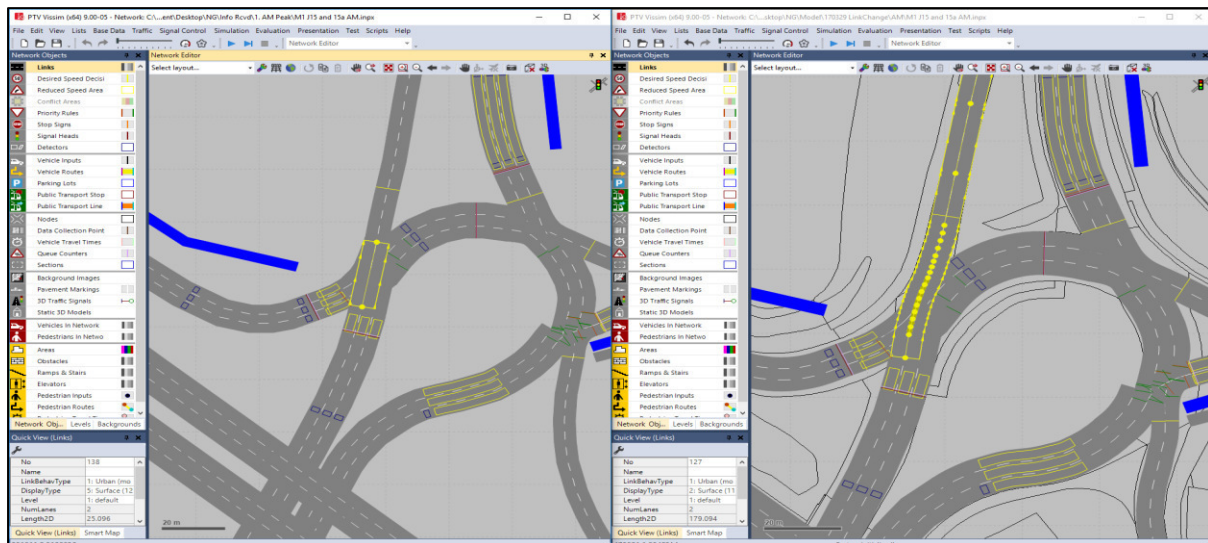 PTV Vissim (x64) 9.00-05 - Network: C:\...ent\Desktop\NG\Info Rcvd\1. AM Peak\M1 J15 and 15a AM.inpx
File Edit View Lists Base Data Traffic Signal Control Simulation Evaluation Presentation Test Scripts Help
Network Editor
Network Objects
Network Editor
Select layout...
Links
Desired Speed Decisi
Reduced Speed Area
Conflict Areas
Priority Rules
Stop Signs
Signal Heads
Detectors
Vehicle Inputs
Vehicle Routes
Parking Lots
Public Transport Stop
Public Transport Line
Nodes
Data Collection Point
Vehicle Travel Times
Queue Counters
Sections
Background Images
Pavement Markings
3D Traffic Signals
Static 3D Models
Vehicles In Network
Pedestrians In Netwo
Areas
Obstacles
Ramps & Stairs
Elevators
Pedestrian Inputs
Pedestrian Routes
Network Obj... Levels Backgrounds
Quick View (Links)
No 138
Name
LinkBehavType 1: Urban (mo
DisplayType 5: Surface (12
Level 1: default
NumLanes 2
Length2D 25.096
Quick View (Links) Smart Map
20 m
PTV Vissim (x64) 9.00-05 - Network: C:\...sktop\NG\Model\170329 LinkChange\AM\M1 J15 and 15a AM.inpx
File Edit View Lists Base Data Traffic Signal Control Simulation Evaluation Presentation Test Scripts Help
Network Editor
Network Objects
Network Editor
Select layout...
Links
Desired Speed Decisi
Reduced Speed Area
Conflict Areas
Priority Rules
Stop Signs
Signal Heads
Detectors
Vehicle Inputs
Vehicle Routes
Parking Lots
Public Transport Stop
Public Transport Line
Nodes
Data Collection Point
Vehicle Travel Times
Queue Counters
Sections
Background Images
Pavement Markings
3D Traffic Signals
Static 3D Models
Vehicles In Network
Pedestrians In Netwo
Areas
Obstacles
Ramps & Stairs
Elevators
Pedestrian Inputs
Pedestrian Routes
Network Obj... Levels Backgrounds
Quick View (Links)
No 127
Name
LinkBehavType 1: Urban (mo
DisplayType 2: Surface (11
Level 1: default
NumLanes 2
Length2D 179.094
Quick View (Links) Smart Map
20 m